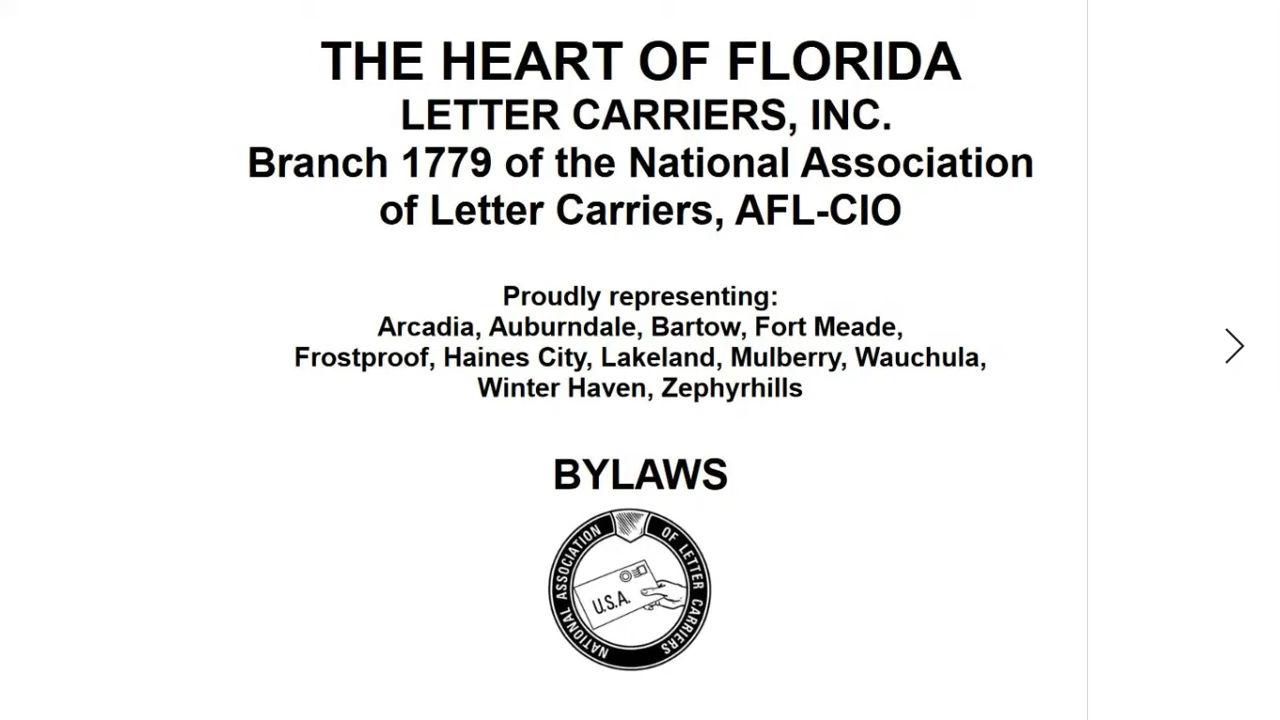 THE HEART OF FLORIDA
LETTER CARRIERS, INC.
Branch 1779 of the National Association
of Letter Carriers, AFL-CIO
Proudly representing:
Arcadia, Auburndale, Bartow, Fort Meade,
Frostproof, Haines City, Lakeland, Mulberry, Wauchula,
Winter Haven, Zephyrhills
BYLAWS
NATIONAL ASSOCIATION OF LETTER CARRIERS
U.S.A.